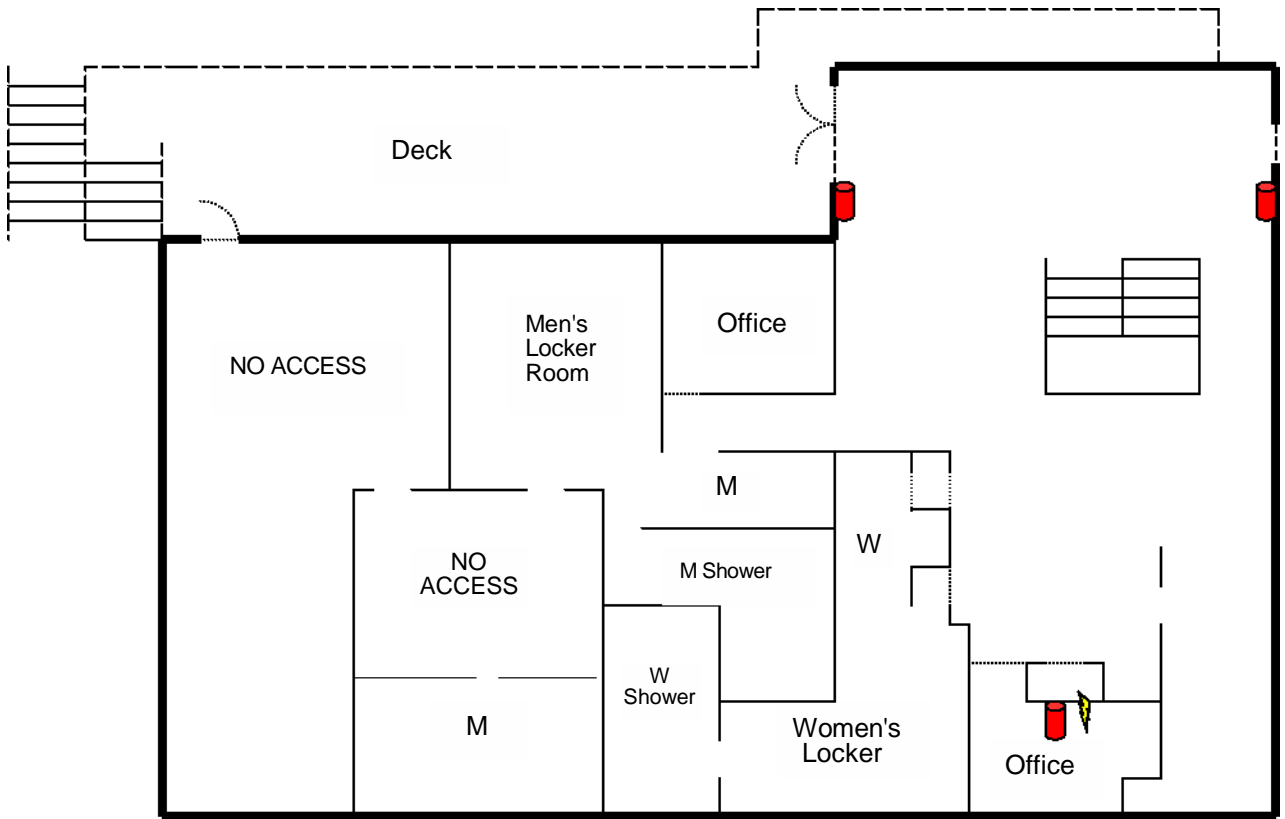 Deck
Men's
Locker
Room
Office
NO ACCESS
M
W
NO
ACCESS
M Shower
W
Shower
M
Women's
Locker
Office